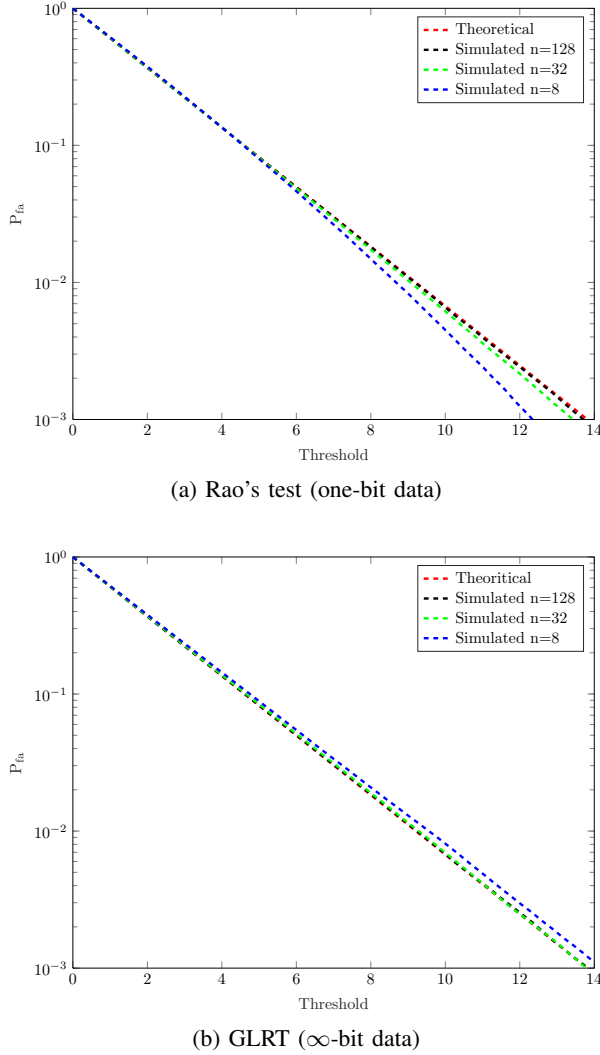 10^0
10^-1
10^-2
10^-3
P_fa
0 2 4 6 8 10 12 14
Threshold
Theoretical
Simulated n=128
Simulated n=32
Simulated n=8
(a) Rao's test (one-bit data)
10^0
10^-1
10^-2
10^-3
P_fa
0 2 4 6 8 10 12 14
Threshold
Theoritical
Simulated n=128
Simulated n=32
Simulated n=8
(b) GLRT (∞-bit data)